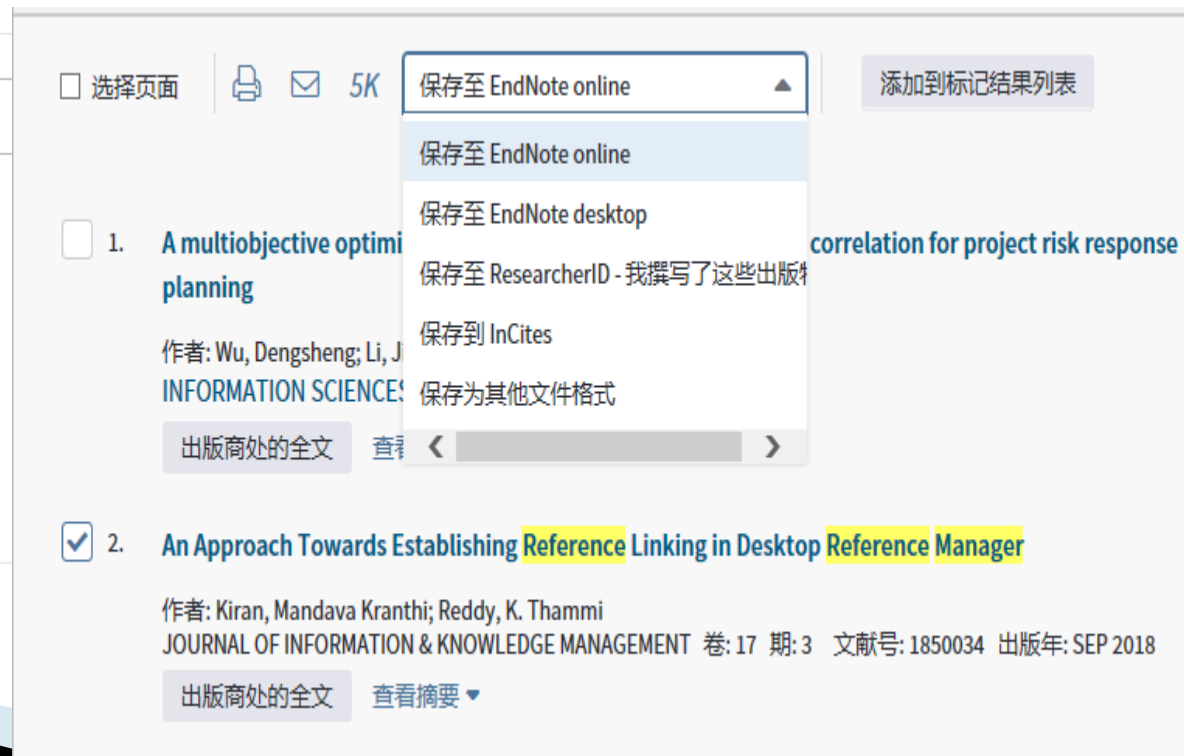 选择页面 5K 保存至 EndNote online 添加到标记结果列表
保存至 EndNote online
保存至 EndNote desktop
保存至 ResearcherID - 我撰写了这些出版物
保存到 InCites
保存为其他文件格式
1. A multiobjective optimi correlation for project risk response
planning
作者: Wu, Dengsheng; Li, Ji
INFORMATION SCIENCES
出版商处的全文 查看
2. An Approach Towards Establishing Reference Linking in Desktop Reference Manager
作者: Kiran, Mandava Kranthi; Reddy, K. Thammi
JOURNAL OF INFORMATION & KNOWLEDGE MANAGEMENT 卷: 17 期: 3 文献号: 1850034 出版年: SEP 2018
出版商处的全文 查看摘要